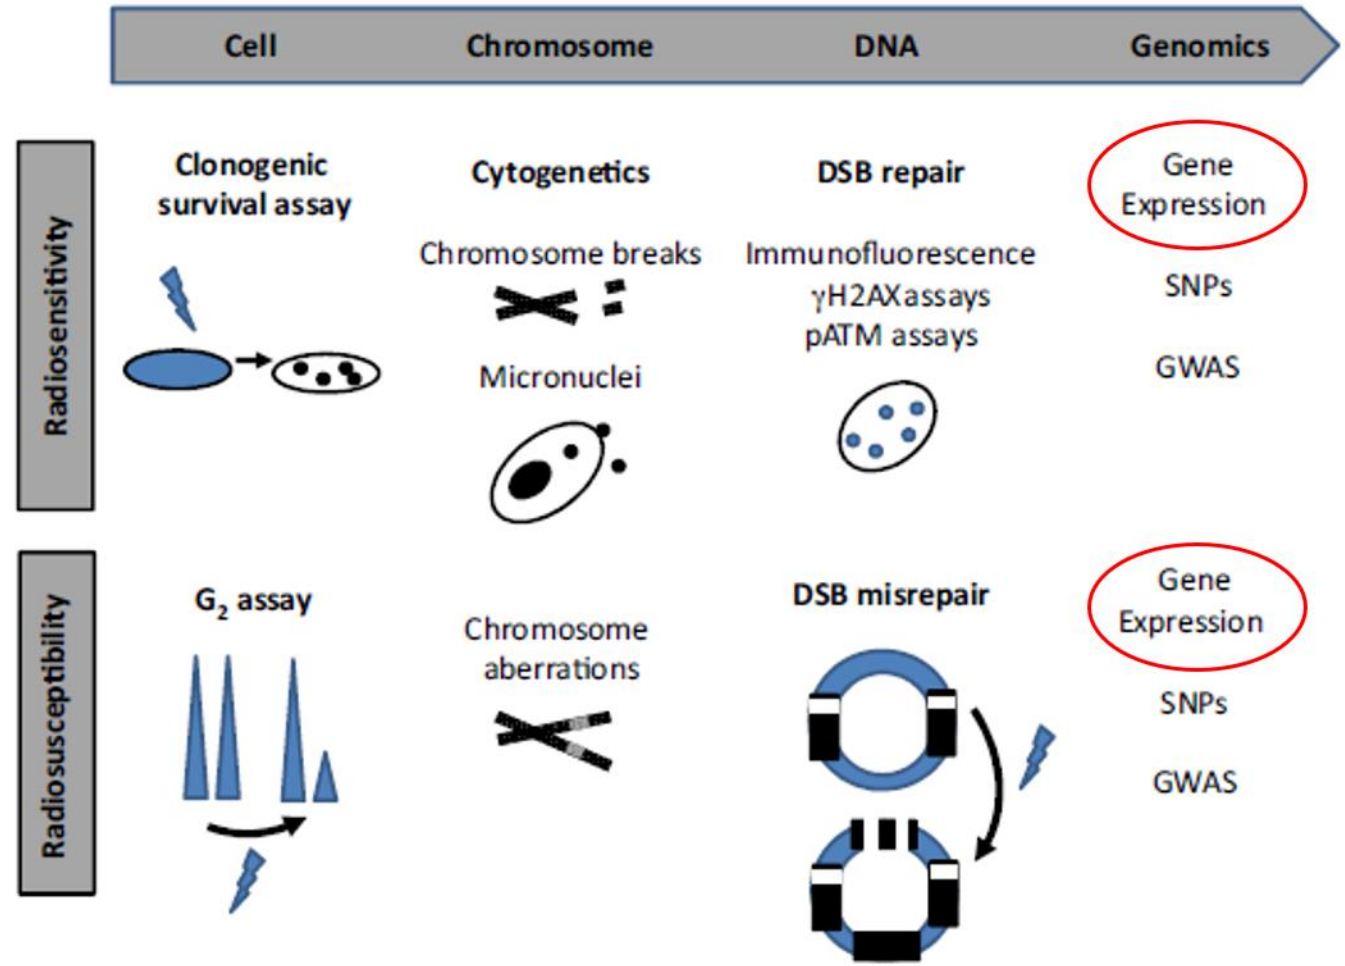 Cell
Chromosome
DNA
Genomics
Radiosensitivity
Clonogenic
survival assay
Cytogenetics
Chromosome breaks
Micronuclei
DSB repair
Immunofluorescence
γH2AX assays
pATM assays
Gene
Expression
SNPs
GWAS
Radiosusceptibility
G₂ assay
Chromosome
aberrations
DSB misrepair
Gene
Expression
SNPs
GWAS